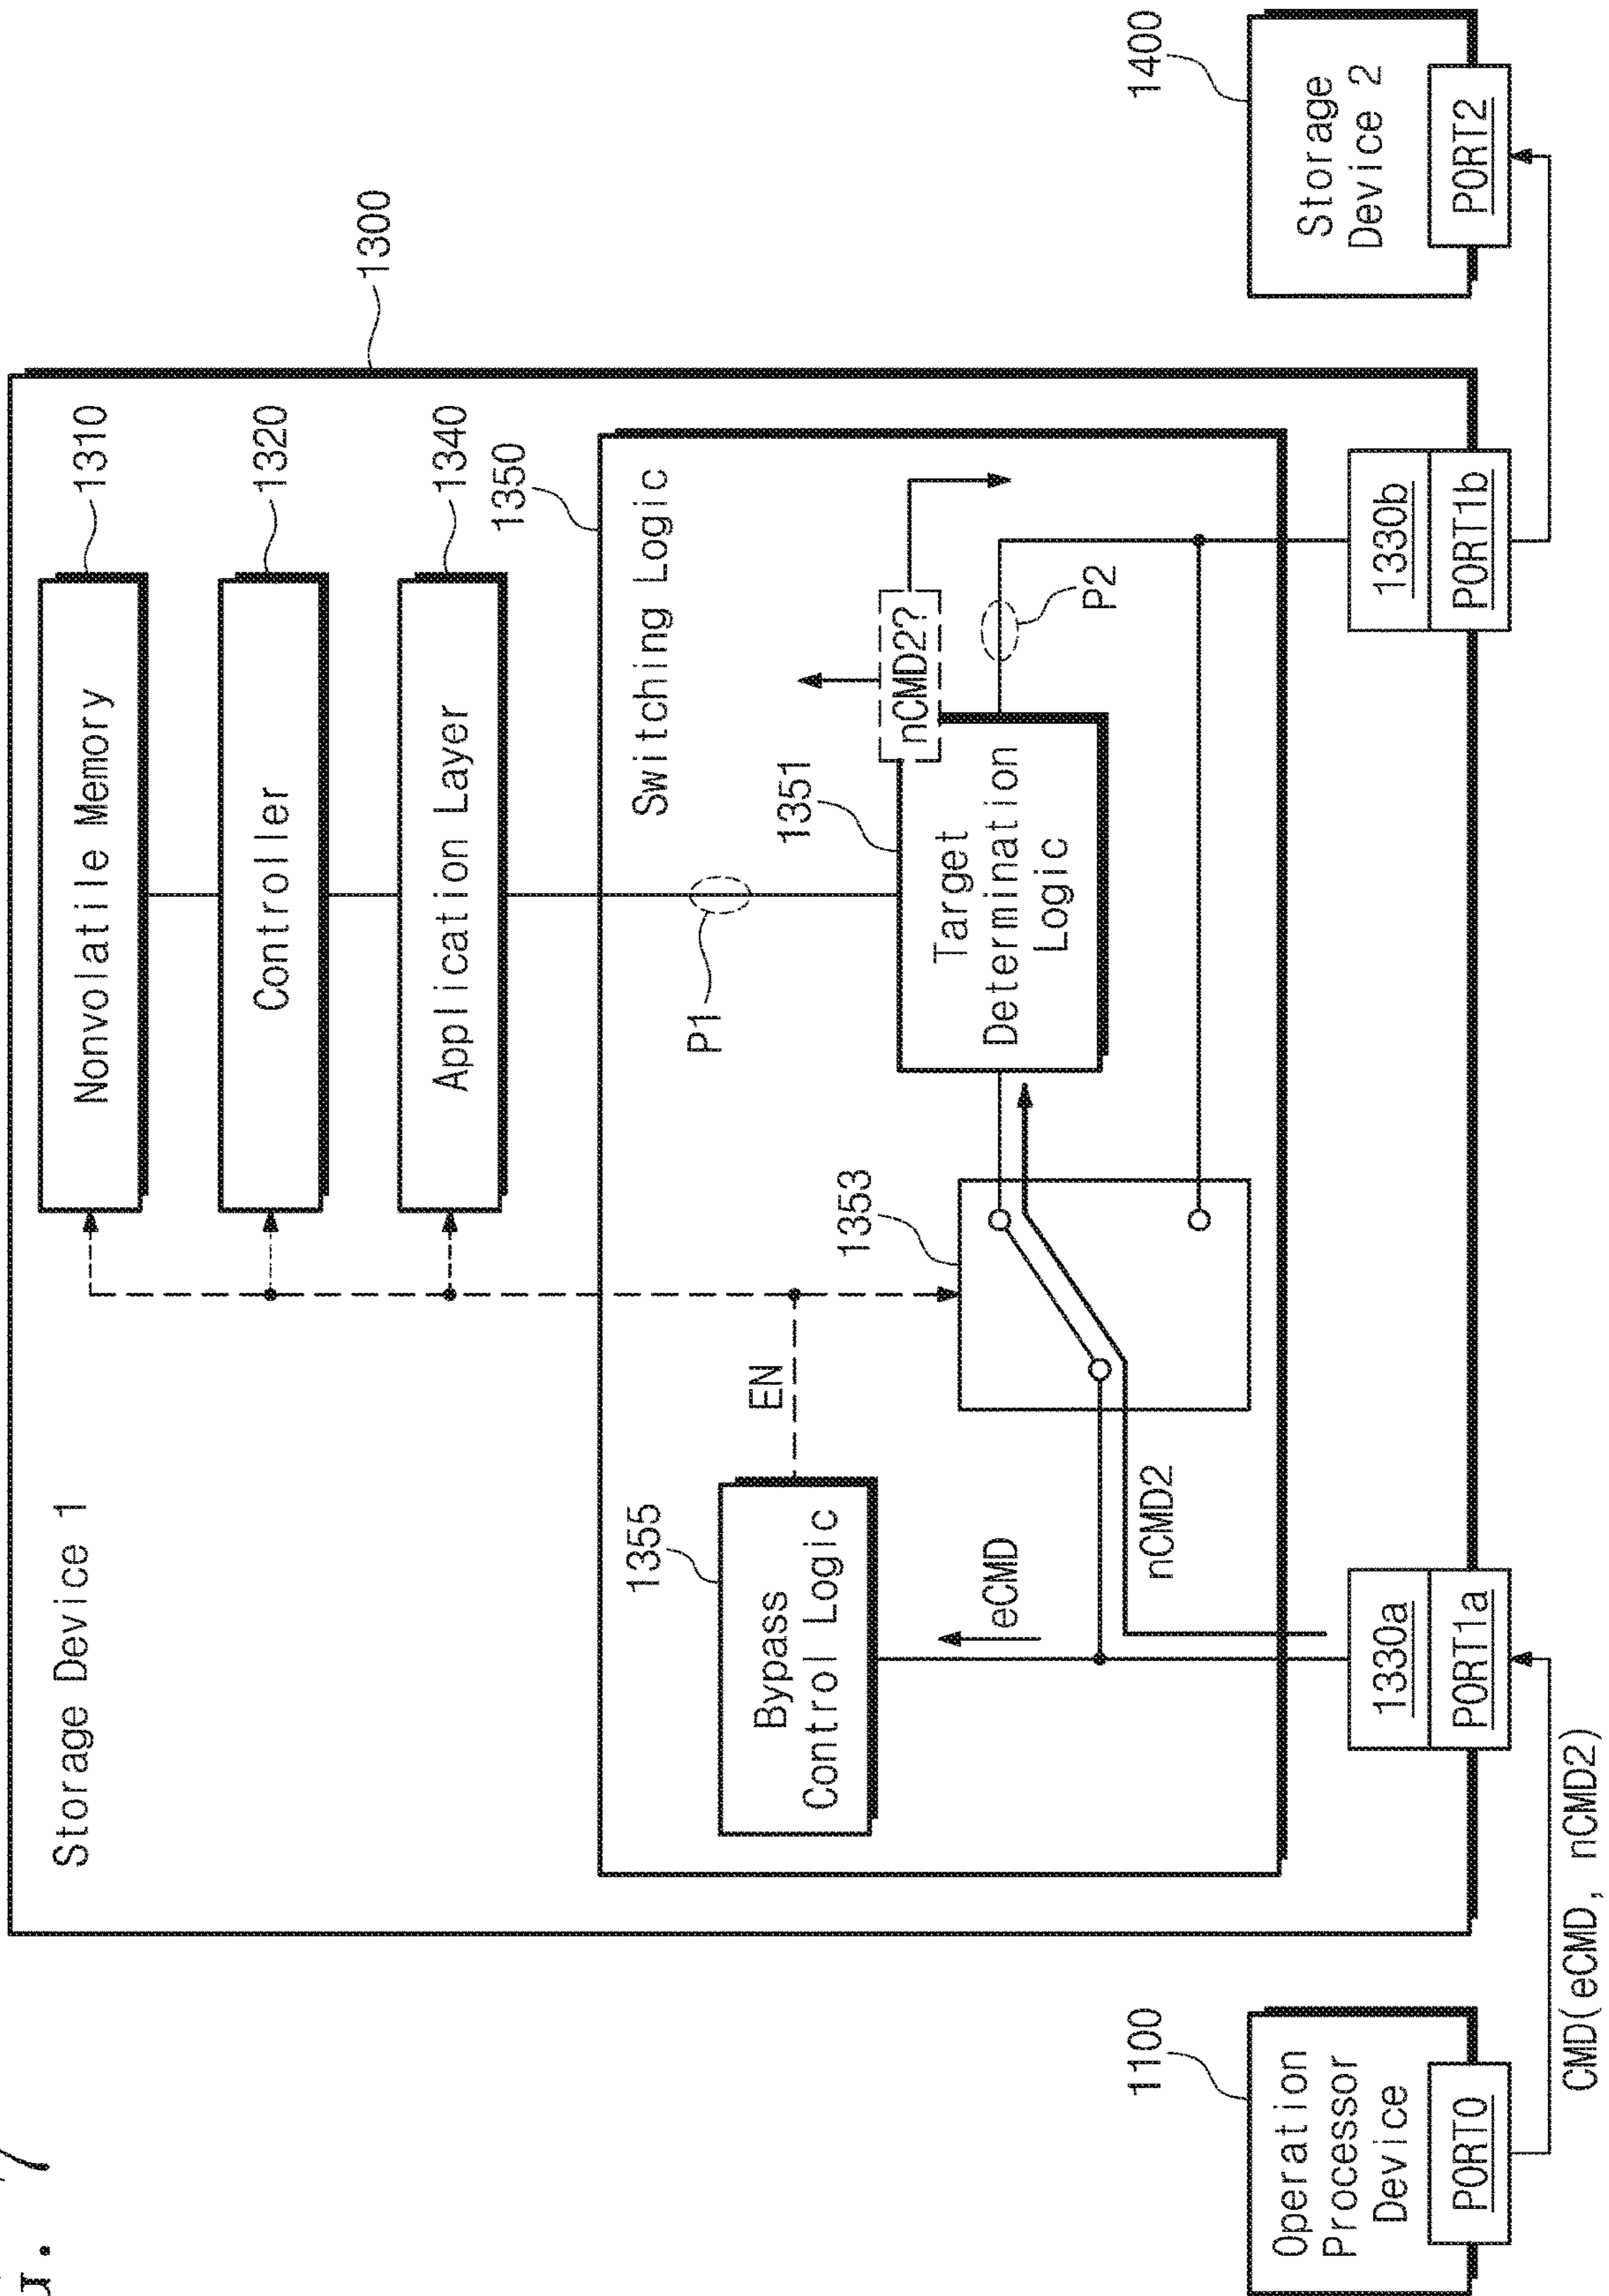 Storage Device 1
1300
Nonvolatile Memory
1310
Controller
1320
Application Layer
1340
1350
Switching Logic
P1
EN
1355
Bypass
Control Logic
eCMD
nCMD2
1353
1351
Target
Determination
Logic
nCMD2?
P2
1330a
PORT1a
1330b
PORT1b
1100
Operation
Processor
Device
PORT0
CMD(eCMD, nCMD2)
1400
Storage
Device 2
PORT2